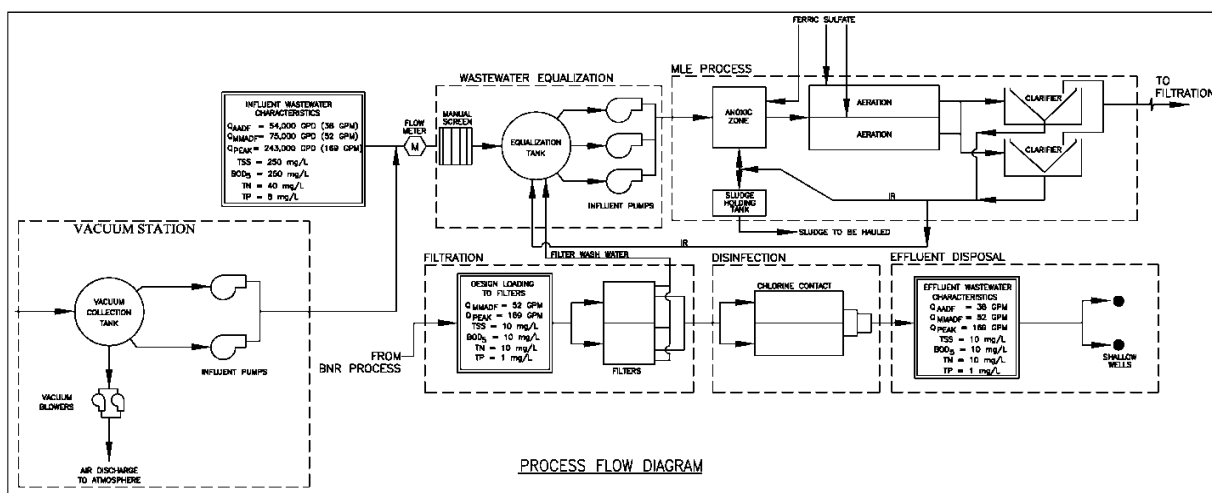 FERRIC SULFATE
MLE PROCESS
WASTEWATER EQUALIZATION
TO
FILTRATION
INFLUENT WASTEWATER
CHARACTERISTICS
QAADF = 54,000 GPD (38 GPM)
QMMADF = 75,000 GPD (52 GPM)
QPEAK = 243,000 GPD (169 GPM)
TSS = 250 mg/L
BOD5 = 250 mg/L
TN = 40 mg/L
TP = 8 mg/L
FLOW
METER
M
MANUAL
SCREEN
EQUALIZATION
TANK
INFLUENT PUMPS
ANOXIC
ZONE
AERATION
AERATION
CLARIFIER
CLARIFIER
SLUDGE
HOLDING
TANK
IR
SLUDGE TO BE HAULED
IR
FILTER WASH WATER
VACUUM STATION
VACUUM
COLLECTION
TANK
INFLUENT PUMPS
VACUUM
BLOWERS
AIR DISCHARGE
TO ATMOSPHERE
FILTRATION
DESIGN LOADING
TO FILTERS
QMMADF = 52 GPM
QPEAK = 169 GPM
TSS = 10 mg/L
BOD5 = 10 mg/L
TN = 10 mg/L
TP = 1 mg/L
FROM
BNR PROCESS
FILTERS
DISINFECTION
CHLORINE CONTACT
EFFLUENT DISPOSAL
EFFLUENT WASTEWATER
CHARACTERISTICS
QAADF = 38 GPM
QMMADF = 52 GPM
QPEAK = 169 GPM
TSS = 10 mg/L
BOD5 = 10 mg/L
TN = 10 mg/L
TP = 1 mg/L
SHALLOW
WELLS
PROCESS FLOW DIAGRAM